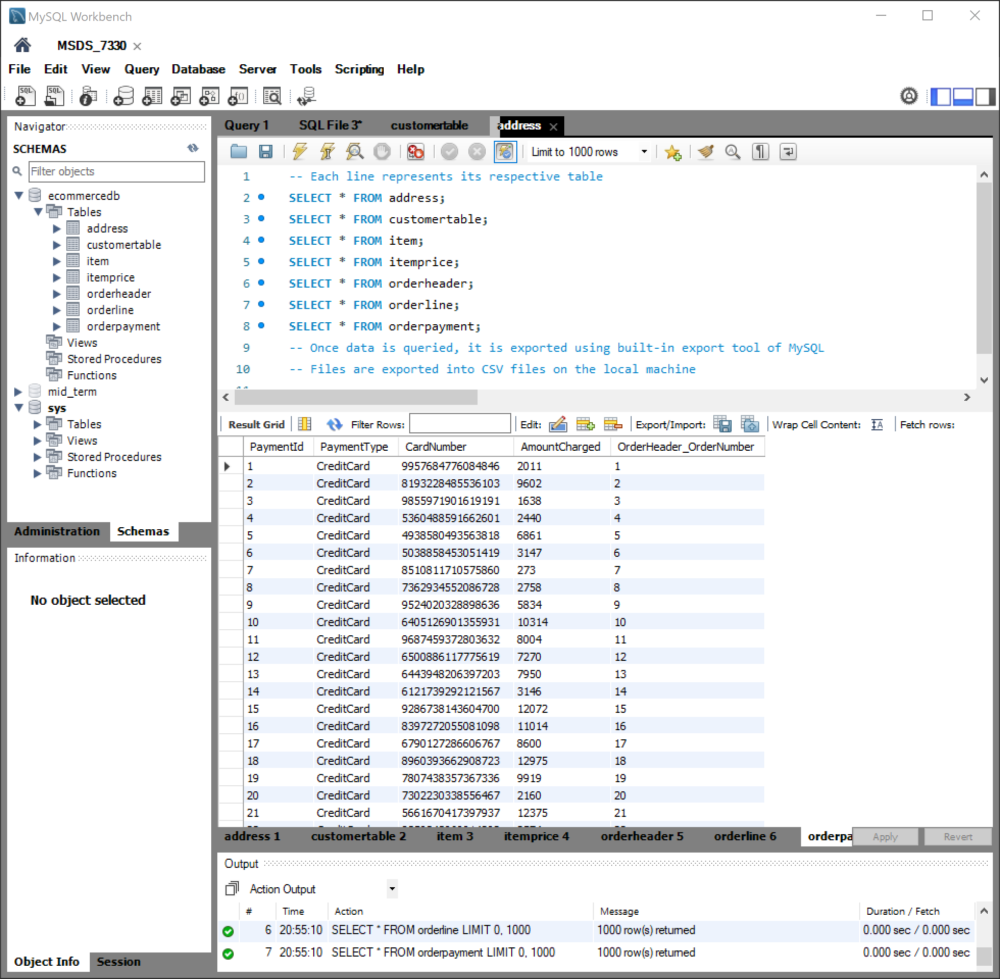 MySQL Workbench
MSDS_7330
File Edit View Query Database Server Tools Scripting Help
Navigator
SCHEMAS
Filter objects
ecommercedb
Tables
address
customertable
item
itemprice
orderheader
orderline
orderpayment
Views
Stored Procedures
Functions
mid_term
sys
Tables
Views
Stored Procedures
Functions
Administration Schemas
Information
No object selected
Object Info Session
Query 1 SQL File 3* customertable address
Limit to 1000 rows
1 -- Each line represents its respective table
2 SELECT * FROM address;
3 SELECT * FROM customertable;
4 SELECT * FROM item;
5 SELECT * FROM itemprice;
6 SELECT * FROM orderheader;
7 SELECT * FROM orderline;
8 SELECT * FROM orderpayment;
9 -- Once data is queried, it is exported using built-in export tool of MySQL
10 -- Files are exported into CSV files on the local machine
Result Grid Filter Rows: Edit: Export/Import: Wrap Cell Content: Fetch rows:
PaymentId PaymentType CardNumber AmountCharged OrderHeader_OrderNumber
1 CreditCard 9957684776084846 2011 1
2 CreditCard 8193228485536103 9602 2
3 CreditCard 9855971901619191 1638 3
4 CreditCard 5360488591662601 2440 4
5 CreditCard 4938580493563818 6861 5
6 CreditCard 5038858453051419 3147 6
7 CreditCard 8510811710575860 273 7
8 CreditCard 7362934552086728 2758 8
9 CreditCard 9524020328898636 5834 9
10 CreditCard 6405126901355931 10314 10
11 CreditCard 9687459372803632 8004 11
12 CreditCard 6500886117775619 7270 12
13 CreditCard 6443948206397203 7950 13
14 CreditCard 6121739292121567 3146 14
15 CreditCard 9286738143604700 12072 15
16 CreditCard 8397272055081098 11014 16
17 CreditCard 6790127286606767 8600 17
18 CreditCard 8960393662908723 12975 18
19 CreditCard 7807438357367336 9919 19
20 CreditCard 7302230338556467 2160 20
21 CreditCard 5661670417397937 12375 21
address 1 customertable 2 item 3 itemprice 4 orderheader 5 orderline 6 orderpa Apply Revert
Output
Action Output
# Time Action Message Duration / Fetch
6 20:55:10 SELECT * FROM orderline LIMIT 0, 1000 1000 row(s) returned 0.000 sec / 0.000 sec
7 20:55:10 SELECT * FROM orderpayment LIMIT 0, 1000 1000 row(s) returned 0.000 sec / 0.000 sec